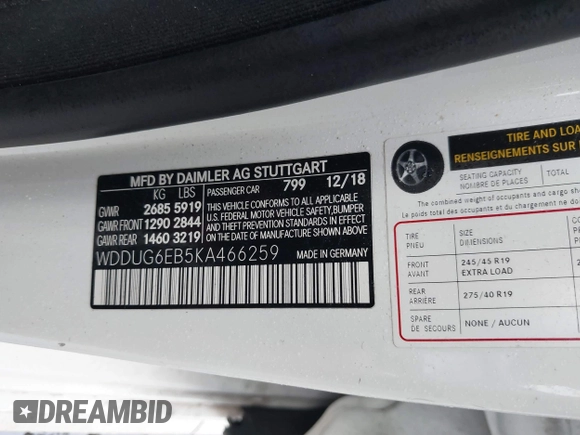 MFD BY DAIMLER AG STUTTGART
KG LBS PASSENGER CAR 799 12/18
GVWR 2685 5919
GAWR FRONT 1290 2844
GAWR REAR 1460 3219
THIS VEHICLE CONFORMS TO ALL APPLICABLE
U.S. FEDERAL MOTOR VEHICLE SAFETY, BUMPER
AND THEFT PREVENTION STANDARDS IN EFFECT
ON THE DATE OF MANUFACTURE SHOWN ABOVE.
WDDUG6EB5KA466259 MADE IN GERMANY
TIRE AND LOA
RENSEIGNEMENTS SUR
SEATING CAPACITY
NOMBRE DE PLACES
TOTAL
The combined weight of occupants and cargo shou
Le poids total des occupants et du
TIRE
PNEU
SIZE
DIMENSIONS
FRONT
AVANT
245/45 R19
EXTRA LOAD
REAR
ARRIÈRE
275/40 R19
SPARE
DE SECOURS
NONE / AUCUN
DREAMBID